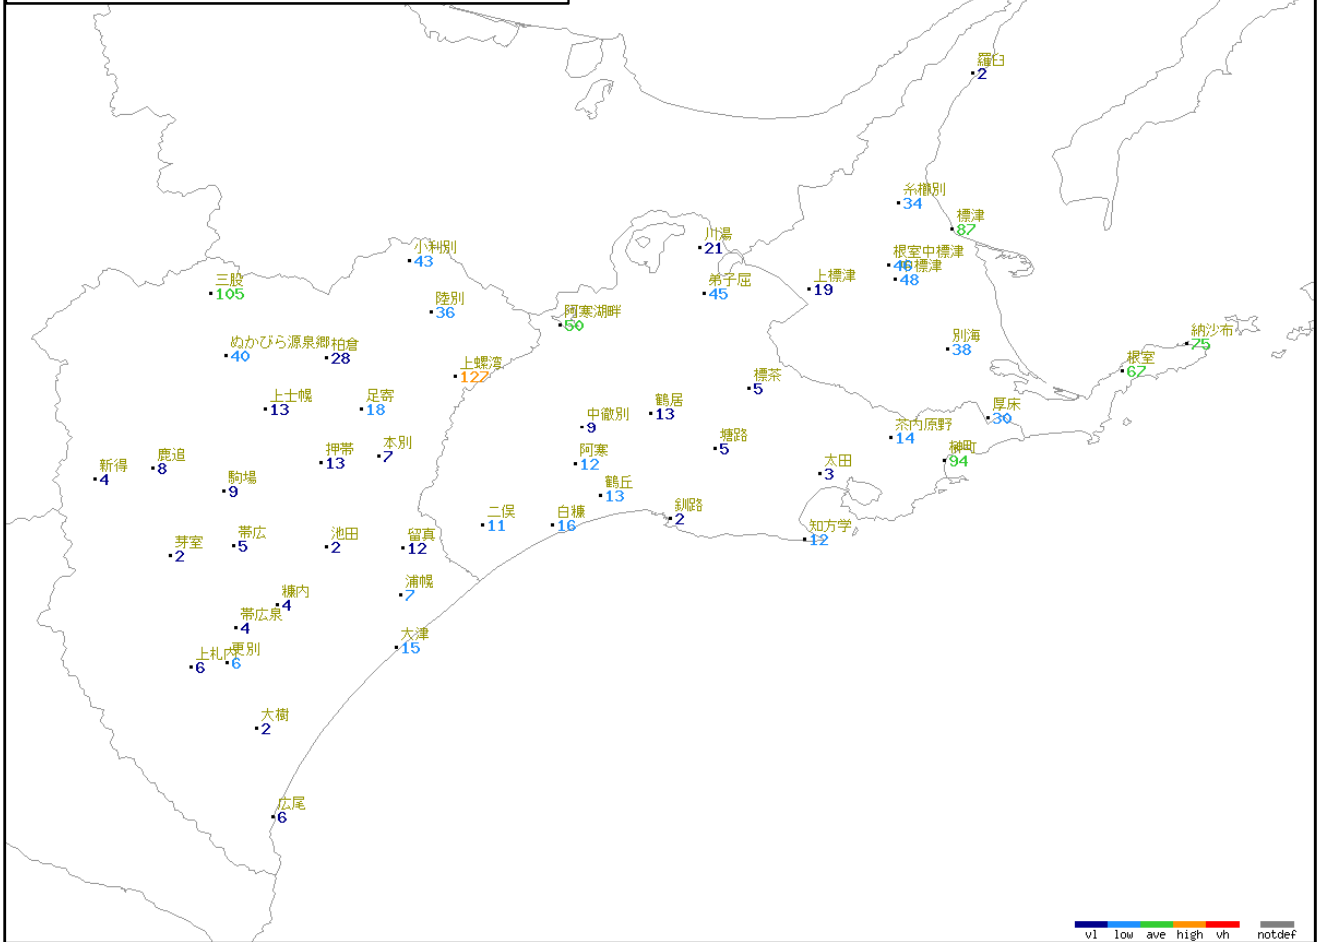 羅臼
2
糸櫛別
34
標津
87
川湯
21
小利別
43
根室中標津
46
中標津
48
上標津
19
弟子屈
45
三股
105
陸別
36
阿寒湖畔
50
納沙布
75
ぬかびら源泉郷
40
柏倉
28
別海
38
根室
67
上螺湾
127
標茶
5
上士幌
13
足寄
18
鶴居
13
厚床
30
中徹別
9
茶内原野
14
塘路
5
榊町
94
本別
7
押帯
13
阿寒
12
鹿追
8
新得
4
太田
3
駒場
9
鶴丘
13
二俣
11
白糠
16
釧路
2
知方学
12
帯広
5
池田
2
留真
12
芽室
2
浦幌
7
糠内
4
帯広泉
4
大津
15
上札内
6
更別
6
大樹
2
広尾
6
vl low ave high vh notdef